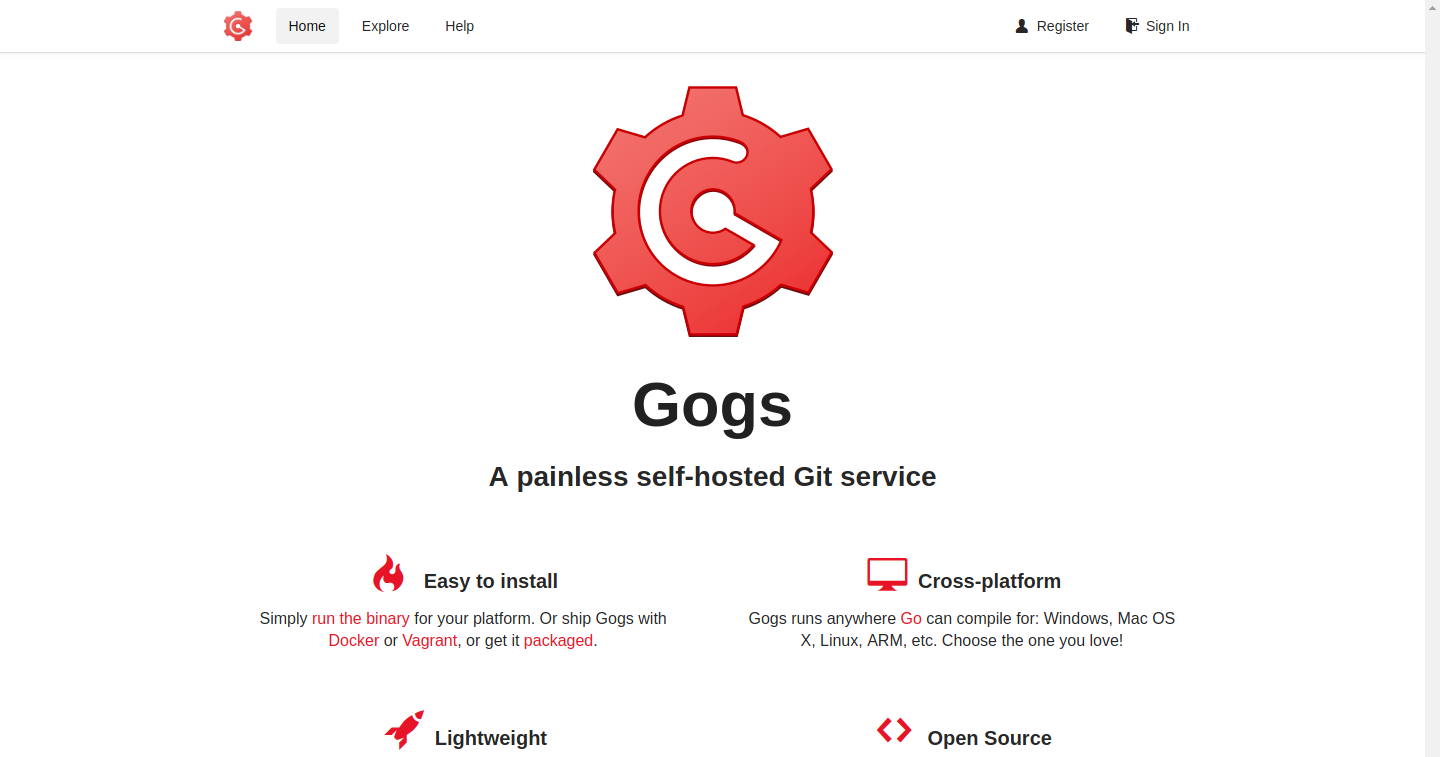 Home Explore Help Register Sign In
Gogs
A painless self-hosted Git service
Easy to install
Simply run the binary for your platform. Or ship Gogs with
Docker or Vagrant, or get it packaged.
Cross-platform
Gogs runs anywhere Go can compile for: Windows, Mac OS
X, Linux, ARM, etc. Choose the one you love!
Lightweight
Open Source